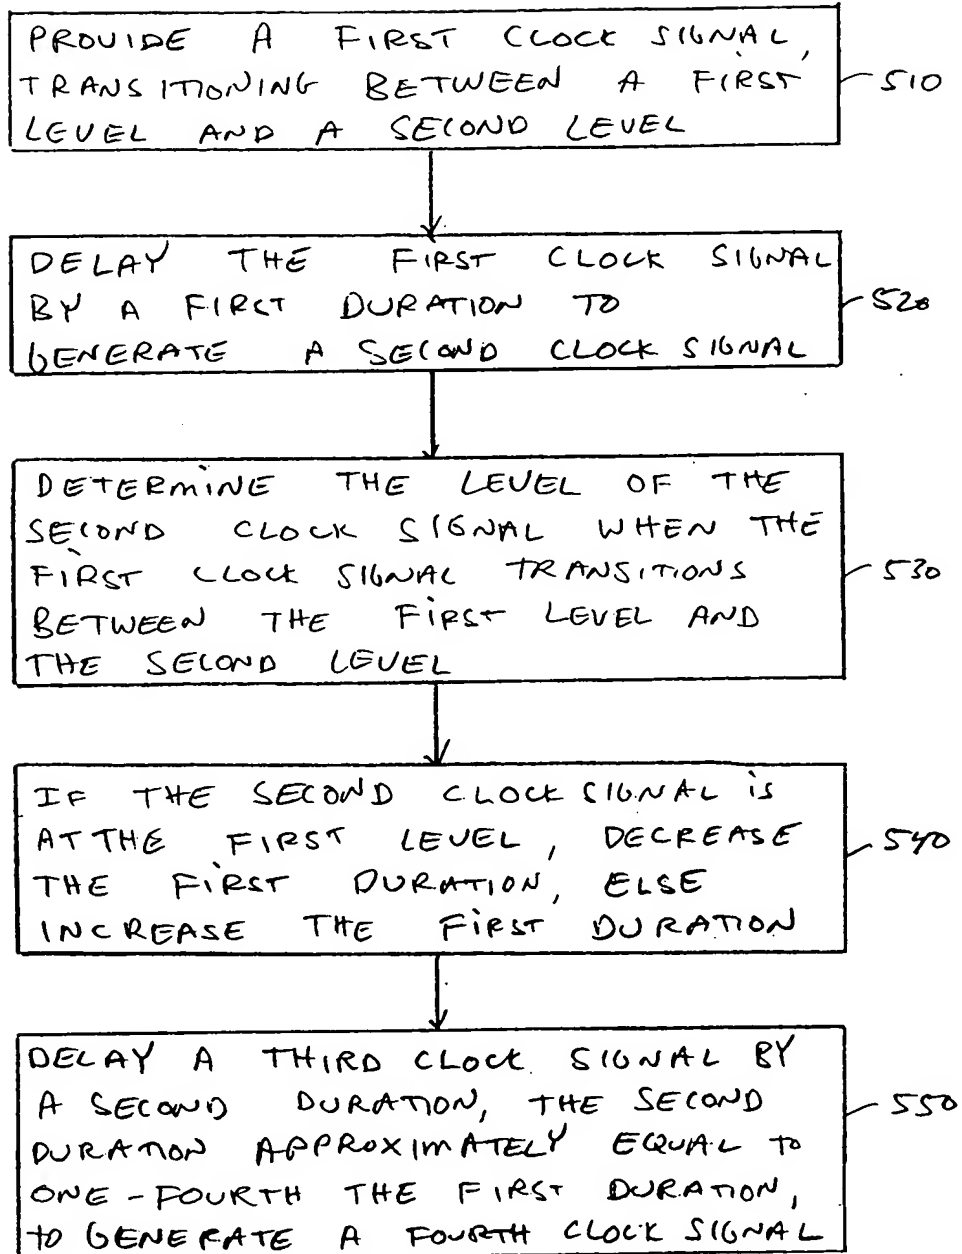 PROVIDE A FIRST CLOCK SIGNAL,
TRANSITIONING BETWEEN A FIRST
LEVEL AND A SECOND LEVEL
510
DELAY THE FIRST CLOCK SIGNAL
BY A FIRST DURATION TO
GENERATE A SECOND CLOCK SIGNAL
520
DETERMINE THE LEVEL OF THE
SECOND CLOCK SIGNAL WHEN THE
FIRST CLOCK SIGNAL TRANSITIONS
BETWEEN THE FIRST LEVEL AND
THE SECOND LEVEL
530
IF THE SECOND CLOCK SIGNAL IS
AT THE FIRST LEVEL, DECREASE
THE FIRST DURATION, ELSE
INCREASE THE FIRST DURATION
540
DELAY A THIRD CLOCK SIGNAL BY
A SECOND DURATION, THE SECOND
DURATION APPROXIMATELY EQUAL TO
ONE-FOURTH THE FIRST DURATION,
TO GENERATE A FOURTH CLOCK SIGNAL
550